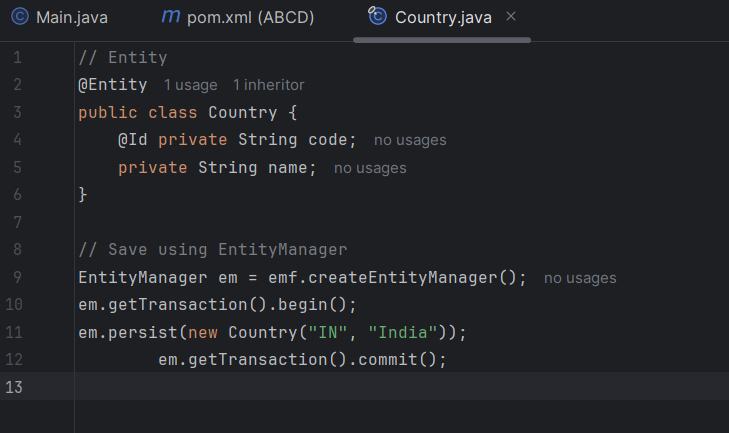 Main.java pom.xml (ABCD) Country.java
1 // Entity
2 @Entity 1 usage 1 inheritor
3 public class Country {
4 @Id private String code; no usages
5 private String name; no usages
6 }
7
8 // Save using EntityManager
9 EntityManager em = emf.createEntityManager(); no usages
10 em.getTransaction().begin();
11 em.persist(new Country("IN", "India"));
12 em.getTransaction().commit();
13